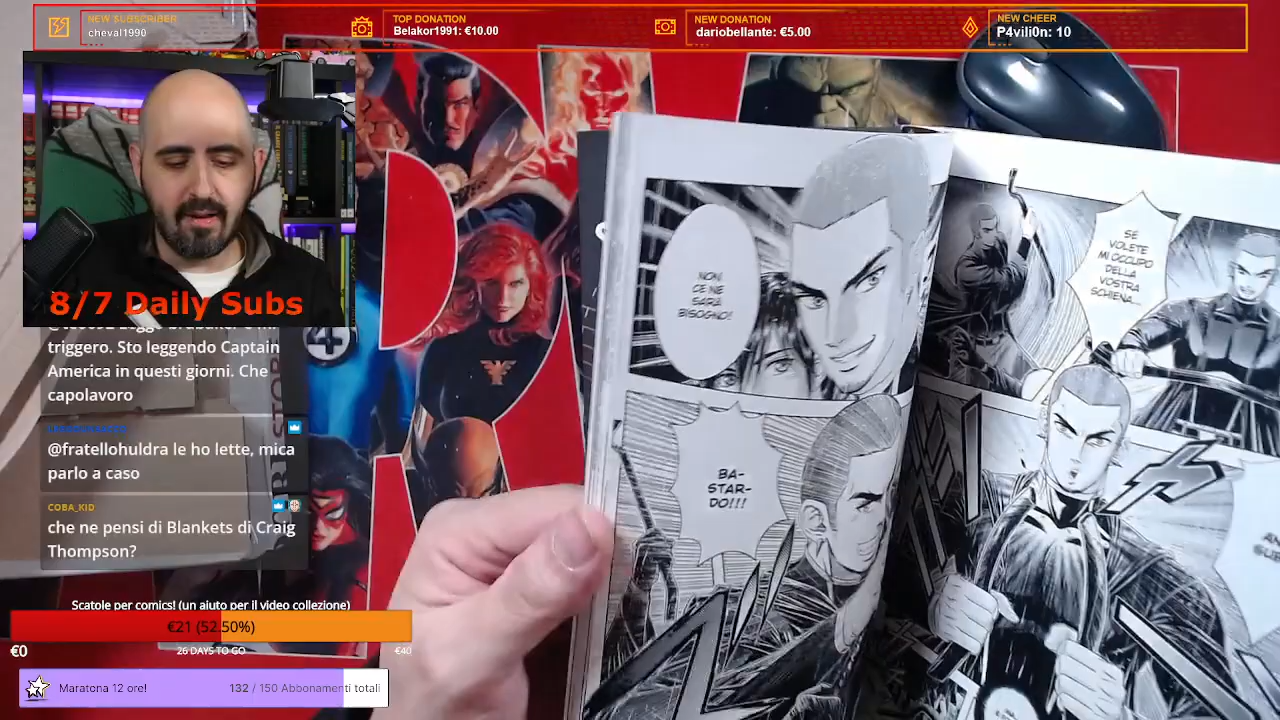 NEW SUBSCRIBER
cheval1990
TOP DONATION
Belakor1991: €10.00
NEW DONATION
dariobellante: €5.00
NEW CHEER
P4vili0n: 10
8/7 Daily Subs
triggero. Sto leggendo Captain
America in questi giorni. Che
capolavoro
@fratellohuldra le ho lette, mica
parlo a caso
COBA_KID
che ne pensi di Blankets di Craig
Thompson?
Scatole per comics! (un aiuto per il video collezione)
€21 (52.50%)
€0
26 DAYS TO GO
€40
Maratona 12 ore!
132 / 150 Abbonamenti totali
4
NON
CE NE
SARÀ
BISOGNO!
BA-
STAR-
DO!!!
SE
VOLETE
MI OCCUPO
DELLA
VOSTRA
SCHIENA...